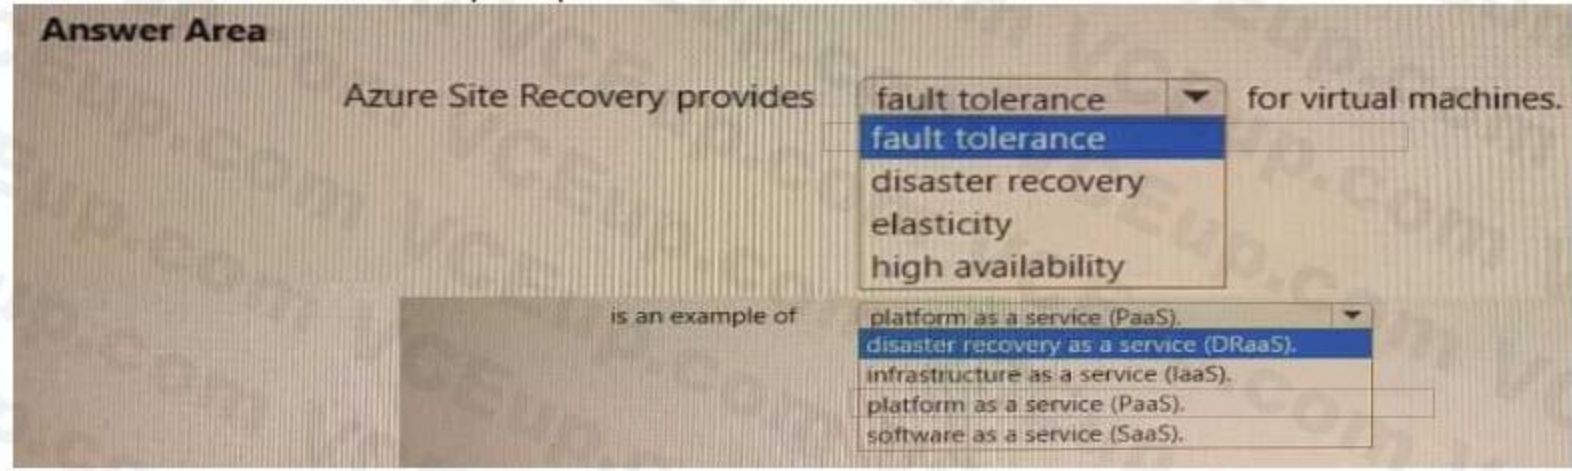 Answer Area
Azure Site Recovery provides fault tolerance for virtual machines.
fault tolerance
disaster recovery
elasticity
high availability
is an example of platform as a service (PaaS).
disaster recovery as a service (DRaaS).
infrastructure as a service (IaaS).
platform as a service (PaaS).
software as a service (SaaS).